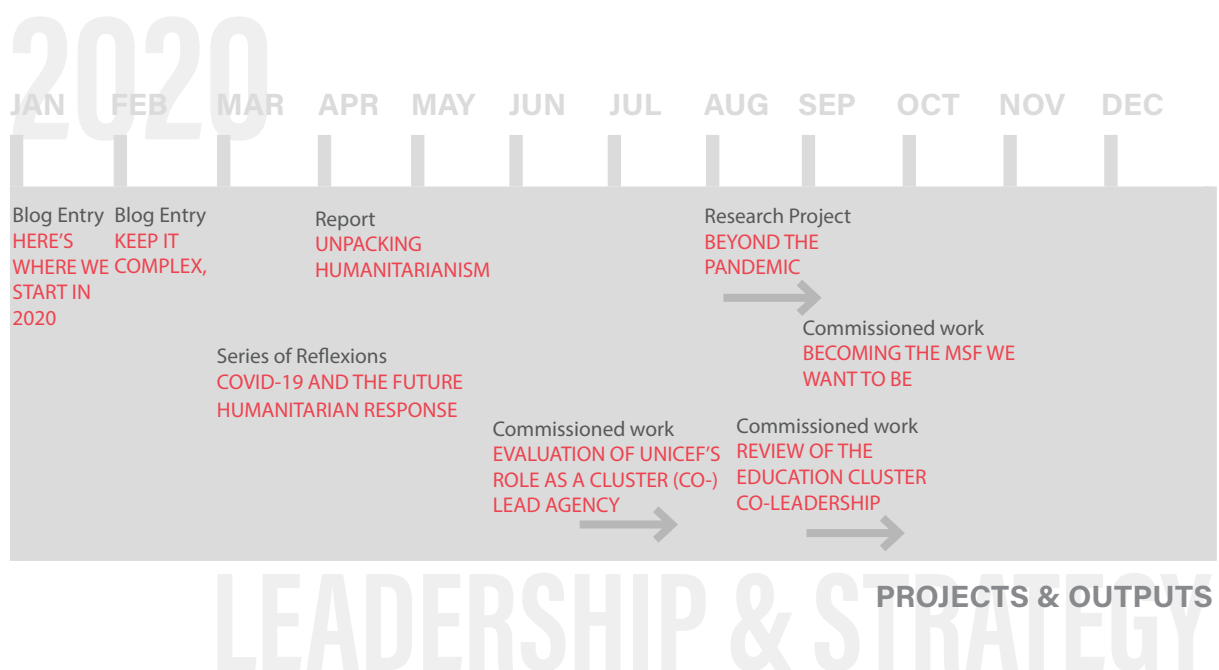 2020
JAN FEB MAR APR MAY JUN JUL AUG SEP OCT NOV DEC
Blog Entry
HERE'S
WHERE WE
START IN
2020
Blog Entry
KEEP IT
COMPLEX,
Series of Reflexions
COVID-19 AND THE FUTURE
HUMANITARIAN RESPONSE
Report
UNPACKING
HUMANITARIANISM
Commissioned work
EVALUATION OF UNICEF'S
ROLE AS A CLUSTER (CO-)
LEAD AGENCY
Research Project
BEYOND THE
PANDEMIC
Commissioned work
BECOMING THE MSF WE
WANT TO BE
Commissioned work
REVIEW OF THE
EDUCATION CLUSTER
CO-LEADERSHIP
LEADERSHIP & STRATEGY
PROJECTS & OUTPUTS